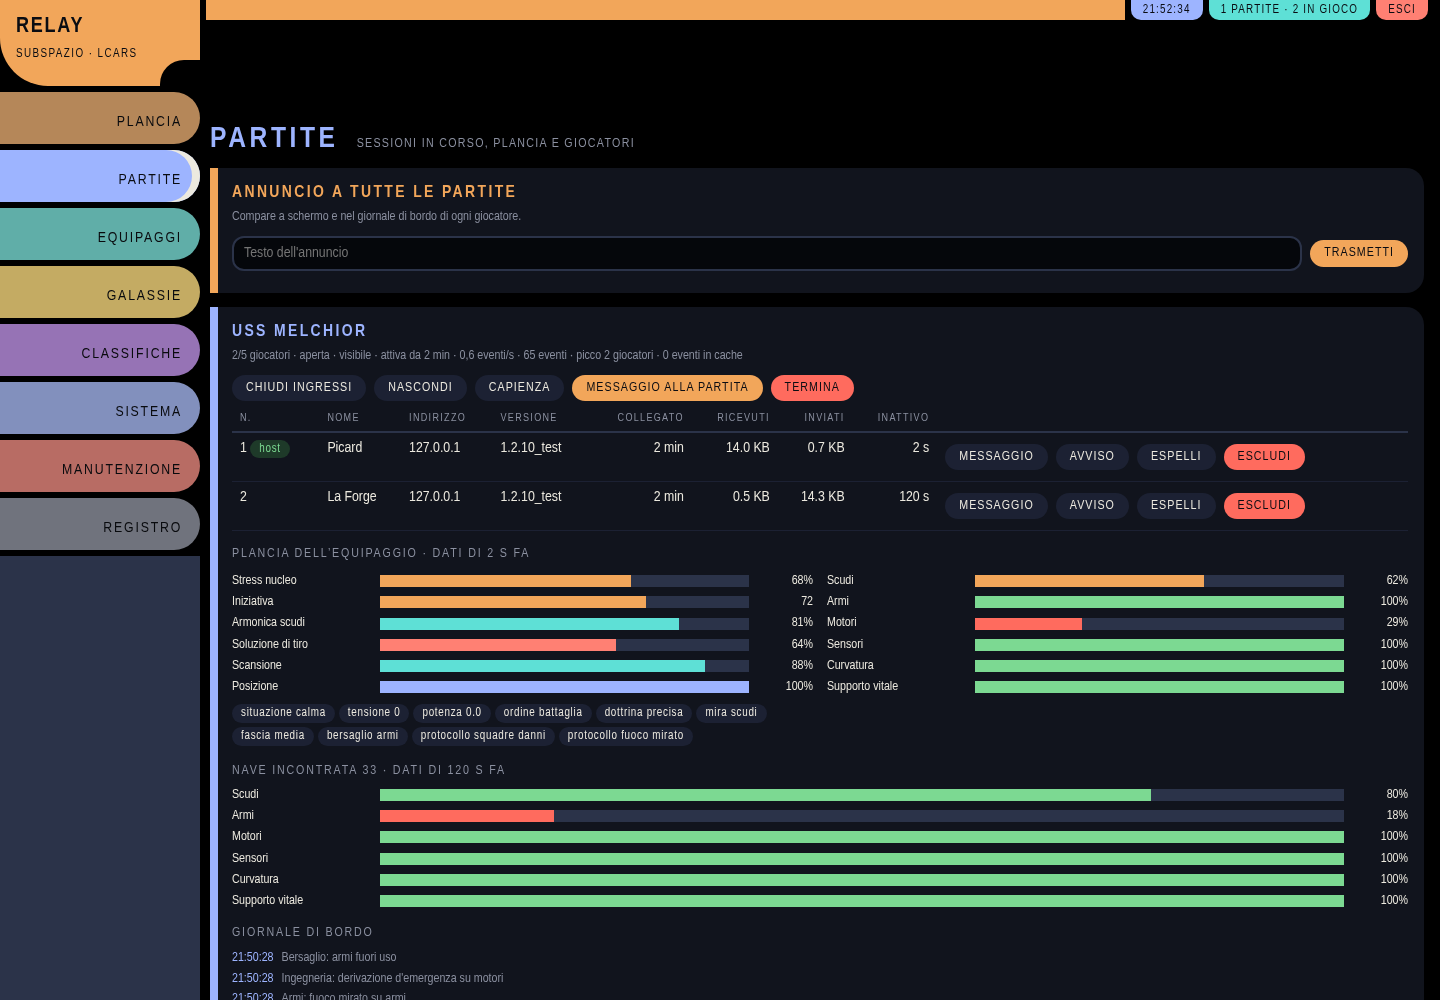 RELAY
SUBSPAZIO · LCARS
21:52:34
1 PARTITE · 2 IN GIOCO
ESCI
PLANCIA
PARTITE
EQUIPAGGI
GALASSIE
CLASSIFICHE
SISTEMA
MANUTENZIONE
REGISTRO
PARTITE SESSIONI IN CORSO, PLANCIA E GIOCATORI
ANNUNCIO A TUTTE LE PARTITE
Compare a schermo e nel giornale di bordo di ogni giocatore.
Testo dell'annuncio TRASMETTI
USS MELCHIOR
2/5 giocatori · aperta · visibile · attiva da 2 min · 0,6 eventi/s · 65 eventi · picco 2 giocatori · 0 eventi in cache
CHIUDI INGRESSI NASCONDI CAPIENZA MESSAGGIO ALLA PARTITA TERMINA
N. NOME INDIRIZZO VERSIONE COLLEGATO RICEVUTI INVIATI INATTIVO
1 host Picard 127.0.0.1 1.2.10_test 2 min 14.0 KB 0.7 KB 2 s MESSAGGIO AVVISO ESPELLI ESCLUDI
2 La Forge 127.0.0.1 1.2.10_test 2 min 0.5 KB 14.3 KB 120 s MESSAGGIO AVVISO ESPELLI ESCLUDI
PLANCIA DELL'EQUIPAGGIO · DATI DI 2 S FA
Stress nucleo 68% Scudi 62%
Iniziativa 72 Armi 100%
Armonica scudi 81% Motori 29%
Soluzione di tiro 64% Sensori 100%
Scansione 88% Curvatura 100%
Posizione 100% Supporto vitale 100%
situazione calma tensione 0 potenza 0.0 ordine battaglia dottrina precisa mira scudi
fascia media bersaglio armi protocollo squadre danni protocollo fuoco mirato
NAVE INCONTRATA 33 · DATI DI 120 S FA
Scudi 80%
Armi 18%
Motori 100%
Sensori 100%
Curvatura 100%
Supporto vitale 100%
GIORNALE DI BORDO
21:50:28 Bersaglio: armi fuori uso
21:50:28 Ingegneria: derivazione d'emergenza su motori
21:50:28 Armi: fuoco mirato su armi